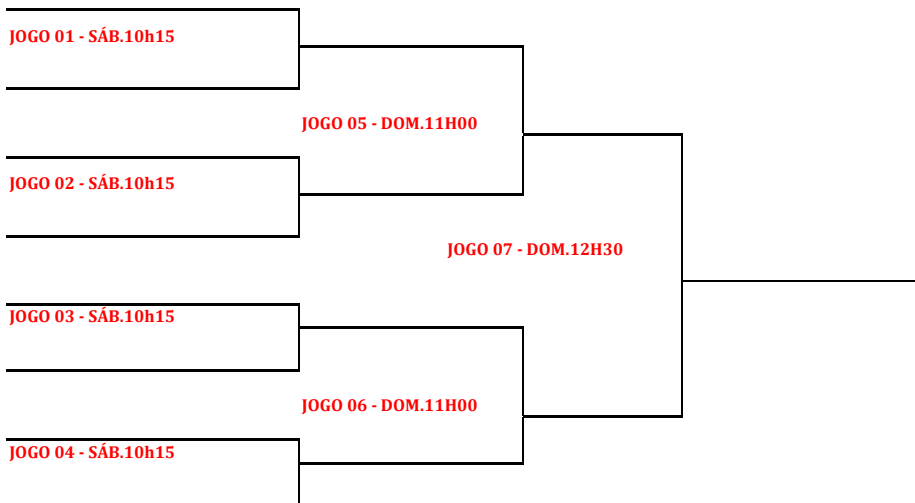 JOGO 01 - SÁB.10h15
JOGO 05 - DOM.11H00
JOGO 02 - SÁB.10h15
JOGO 07 - DOM.12H30
JOGO 03 - SÁB.10h15
JOGO 06 - DOM.11H00
JOGO 04 - SÁB.10h15